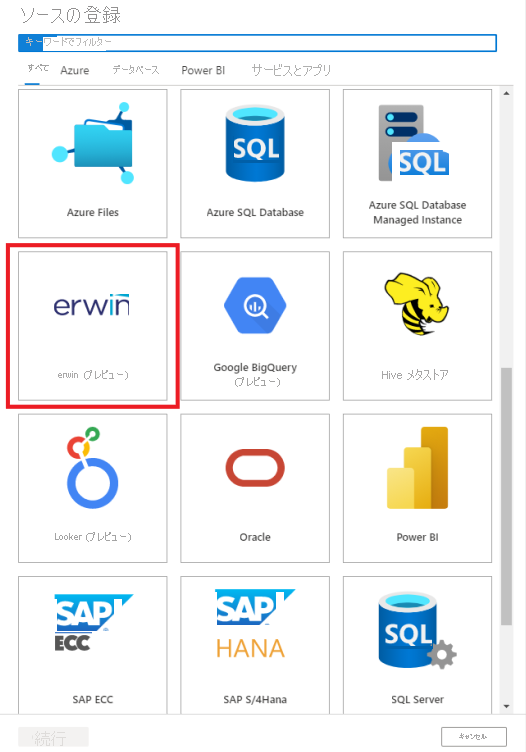 ソースの登録
キーワードでフィルター
すべて Azure データベース Power BI サービスとアプリ
SQL SQL
Azure Files Azure SQL Database Azure SQL Database
Managed Instance
erwin
erwin (プレビュー) Google BigQuery Hive メタストア
(プレビュー)
Looker (プレビュー) Oracle Power BI
SAP SAP SQL
ECC HANA
SAP ECC SAP S/4Hana SQL Server
続行 キャンセル